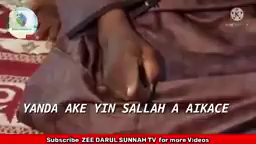 YANDA AKE YIN SALLAH A AIKACE
Subscribe ZEE DARUL SUNNAH TV for more Videos